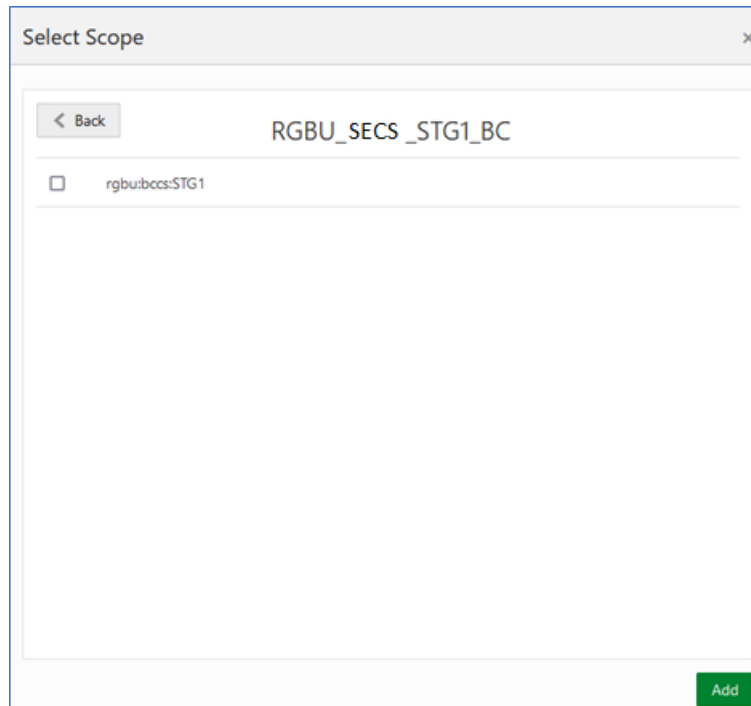 Select Scope
Back
RGBU_SECS _STG1_BC
rgbu:bccs:STG1
Add